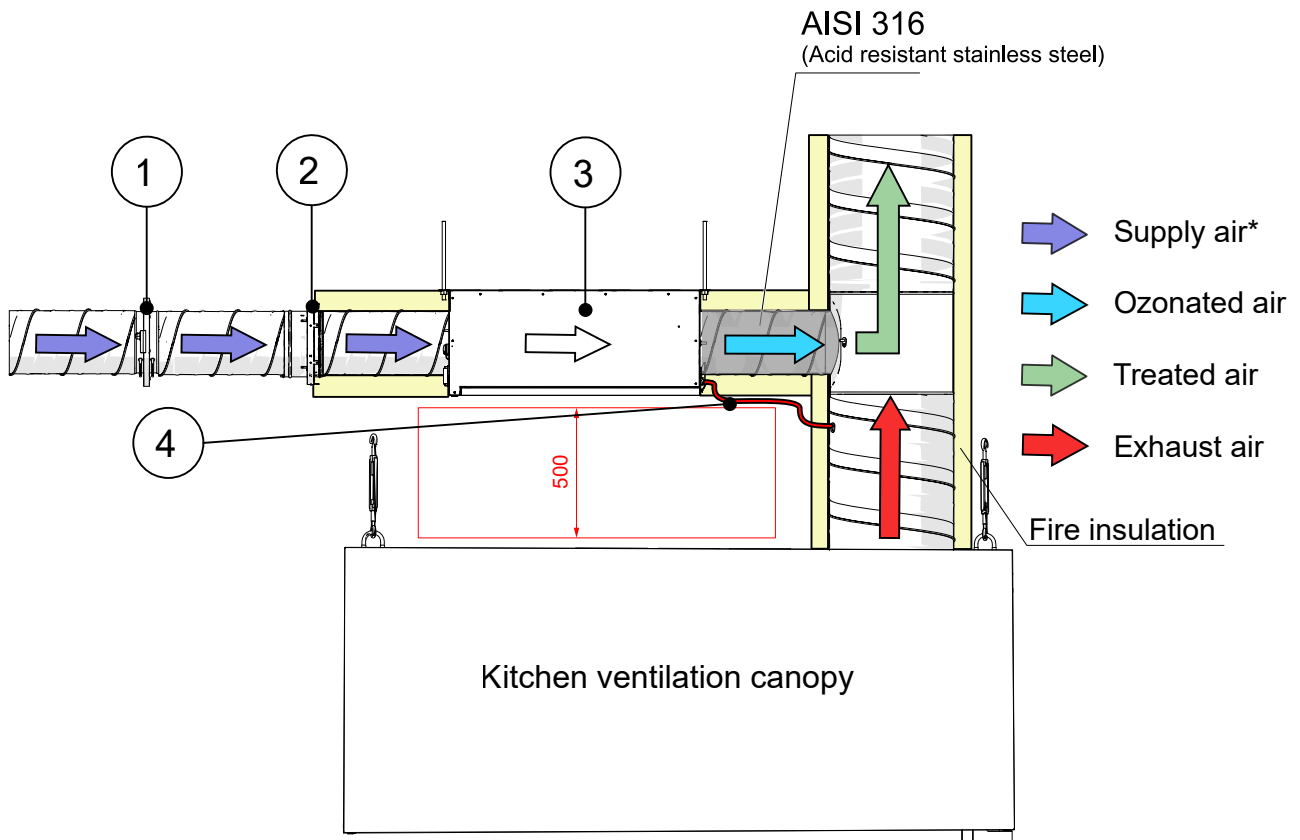 AISI 316
(Acid resistant stainless steel)
1
2
3
Supply air*
Ozonated air
Treated air
4
Exhaust air
500
Fire insulation
Kitchen ventilation canopy